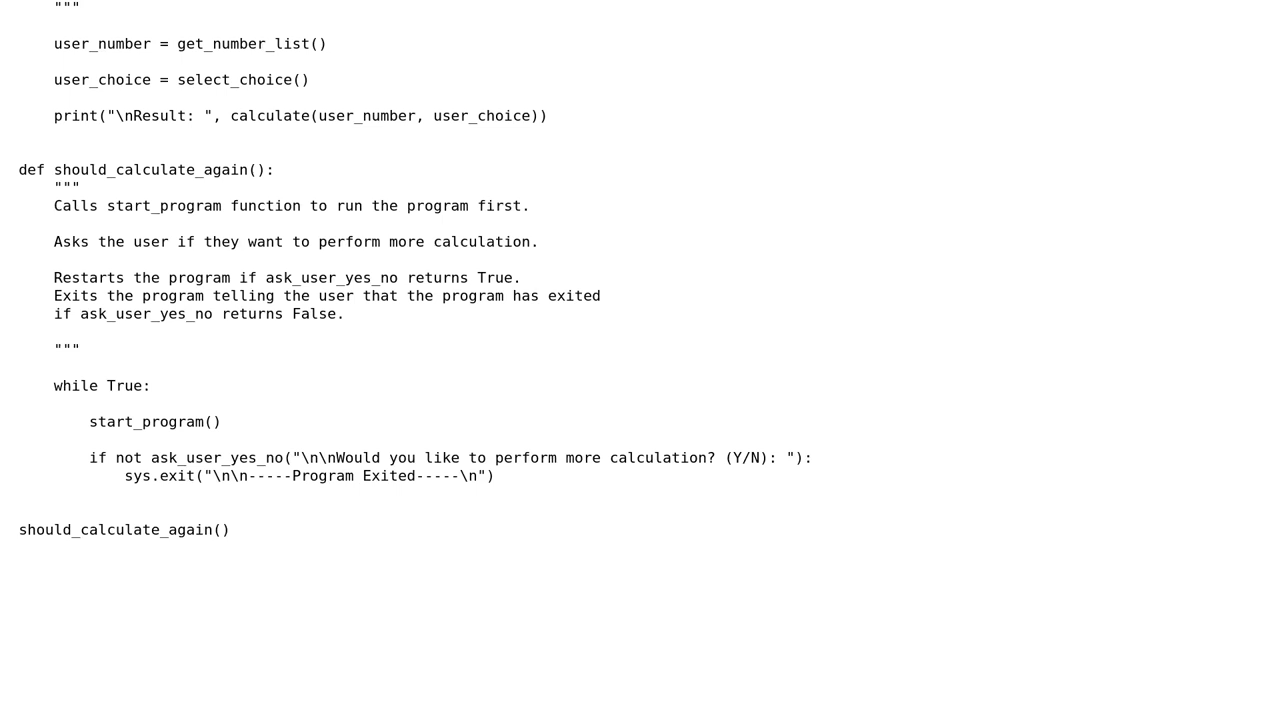 """

    user_number = get_number_list()

    user_choice = select_choice()

    print("\nResult: ", calculate(user_number, user_choice))


def should_calculate_again():
    """
    Calls start_program function to run the program first.

    Asks the user if they want to perform more calculation.

    Restarts the program if ask_user_yes_no returns True.
    Exits the program telling the user that the program has exited
    if ask_user_yes_no returns False.

    """

    while True:

        start_program()

        if not ask_user_yes_no("\n\nWould you like to perform more calculation? (Y/N): "):
            sys.exit("\n\n-----Program Exited-----\n")


should_calculate_again()